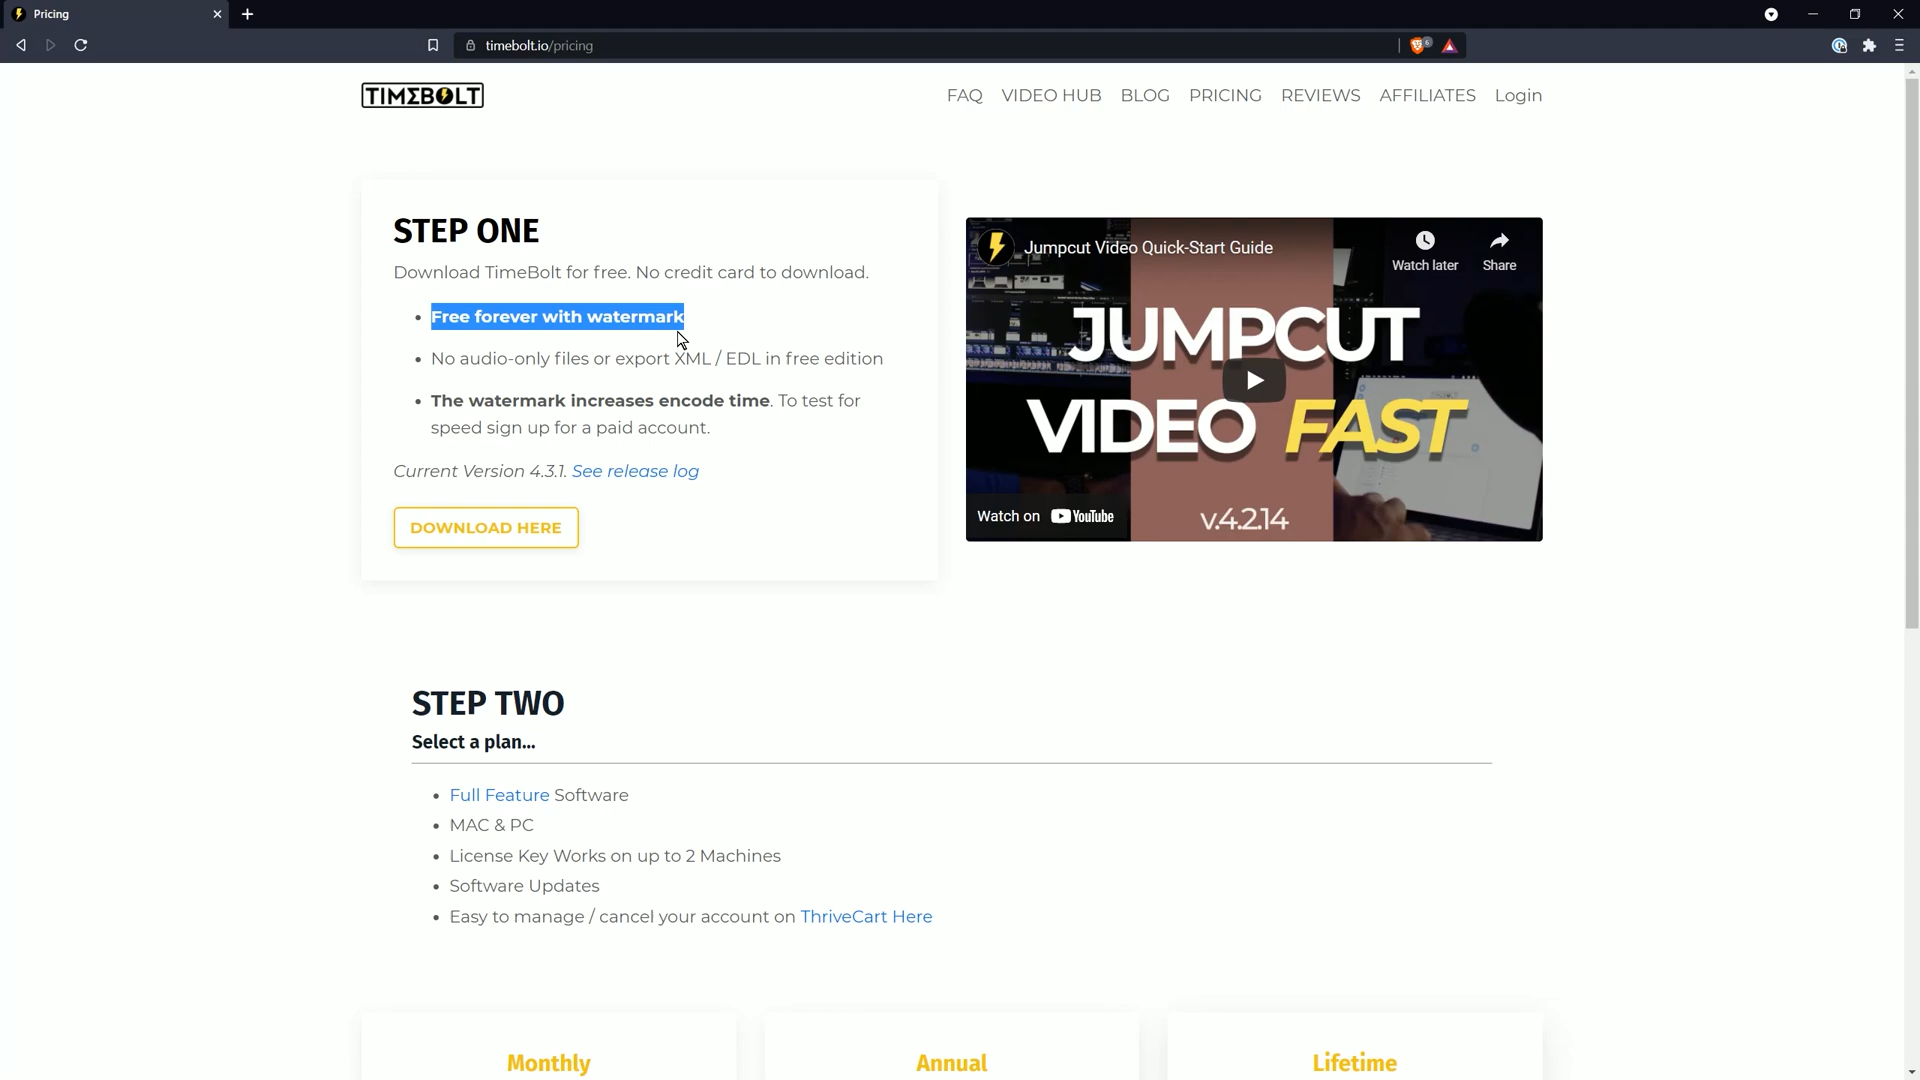 Pricing
timebolt.io/pricing
6
TIMΣBOLT
FAQ VIDEO HUB BLOG PRICING REVIEWS AFFILIATES Login
STEP ONE
Download TimeBolt for free. No credit card to download.
• Free forever with watermark
• No audio-only files or export XML / EDL in free edition
• The watermark increases encode time. To test for
speed sign up for a paid account.
Current Version 4.3.1. See release log
DOWNLOAD HERE
Jumpcut Video Quick-Start Guide
Watch later
Share
JUMPCUT
VIDEO FAST
Watch on YouTube
v.4.2.14
STEP TWO
Select a plan...
• Full Feature Software
• MAC & PC
• License Key Works on up to 2 Machines
• Software Updates
• Easy to manage / cancel your account on ThriveCart Here
Monthly
Annual
Lifetime